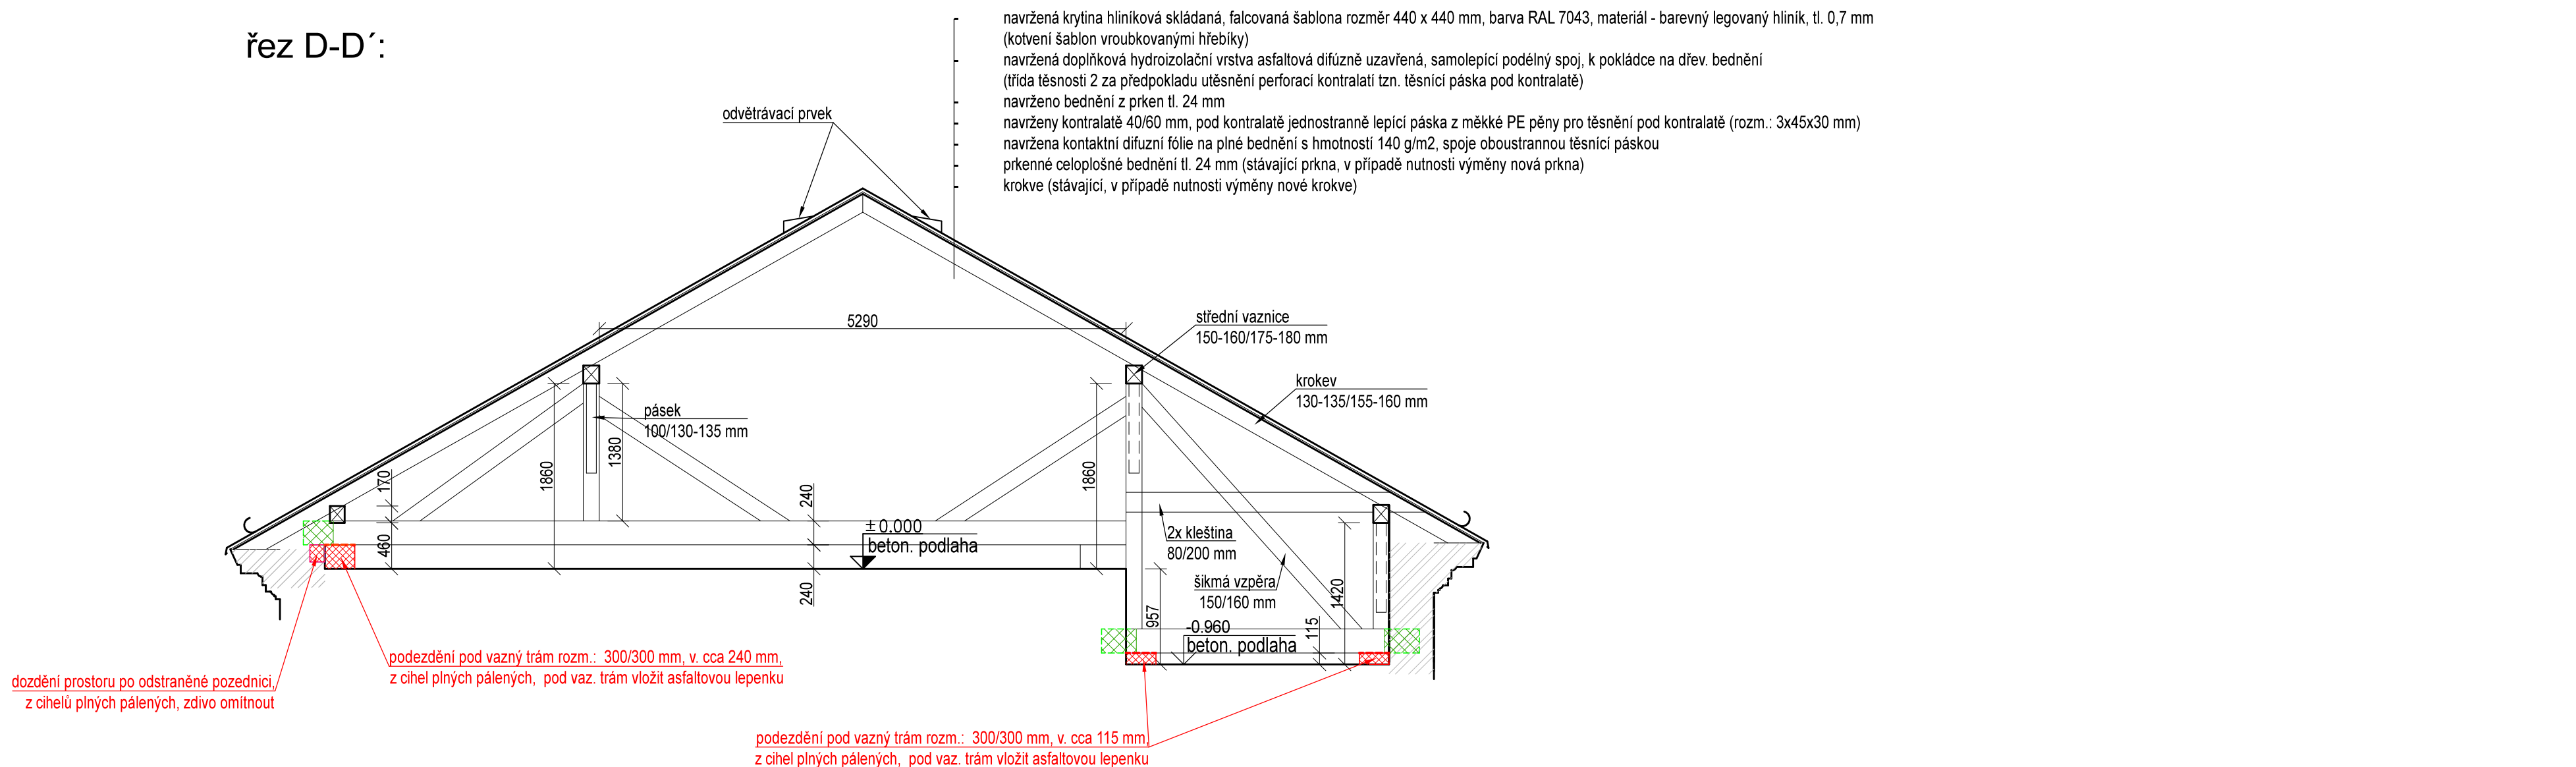 řez D-D´:
navržená krytina hliníková skládaná, falcovaná šablona rozměr 440 x 440 mm, barva RAL 7043, materiál - barevný legovaný hliník, tl. 0,7 mm
(kotvení šablon vroubkovanými hřebíky)
navržená doplňková hydroizolační vrstva asfaltová difúzně uzavřená, samolepící podélný spoj, k pokládce na dřev. bednění
(třída těsnosti 2 za předpokladu utěsnění perforací kontralatí tzn. těsnící páska pod kontralatě)
navrženo bednění z prken tl. 24 mm
navrženy kontralatě 40/60 mm, pod kontralatě jednostranně lepící páska z měkké PE pěny pro těsnění pod kontralatě (rozm.: 3x45x30 mm)
navržena kontaktní difuzní fólie na plné bednění s hmotností 140 g/m2, spoje oboustrannou těsnící páskou
prkenné celoplošné bednění tl. 24 mm (stávající prkna, v případě nutnosti výměny nová prkna)
krokve (stávající, v případě nutnosti výměny nové krokve)
odvětrávací prvek
5290
střední vaznice
150-160/175-180 mm
krokev
130-135/155-160 mm
pásek
100/130-135 mm
1380
1860
1860
170
460
240
240
±0.000
beton. podlaha
2x kleština
80/200 mm
šikmá vzpěra
150/160 mm
1420
957
115
-0.960
beton. podlaha
podezdění pod vazný trám rozm.: 300/300 mm, v. cca 240 mm,
z cihel plných pálených, pod vaz. trám vložit asfaltovou lepenku
dozdění prostoru po odstraněné pozednici,
z cihelů plných pálených, zdivo omítnout
podezdění pod vazný trám rozm.: 300/300 mm, v. cca 115 mm,
z cihel plných pálených, pod vaz. trám vložit asfaltovou lepenku